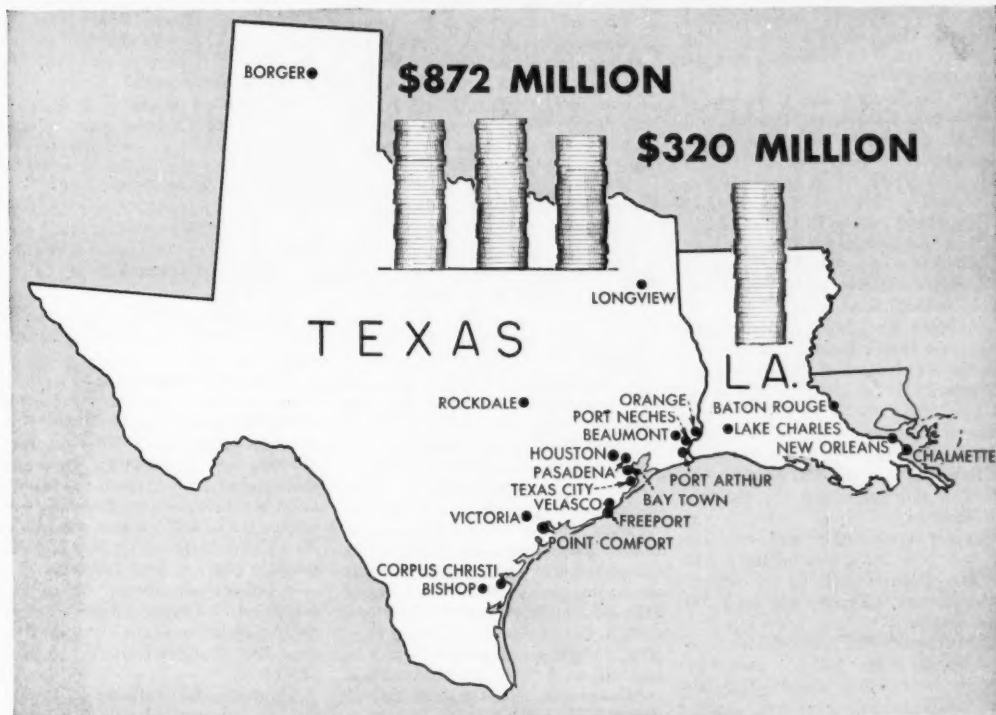 BORGER
$872 MILLION
$320 MILLION
LONGVIEW
TEXAS
LA.
ROCKDALE
ORANGE
PORT NECHES
BEAUMONT
BATON ROUGE
LAKE CHARLES
NEW ORLEANS
CHALMETTE
HOUSTON
PASADENA
PORT ARTHUR
TEXAS CITY
BAY TOWN
VELASCO
VICTORIA
FREEPORT
POINT COMFORT
CORPUS CHRISTI
BISHOP